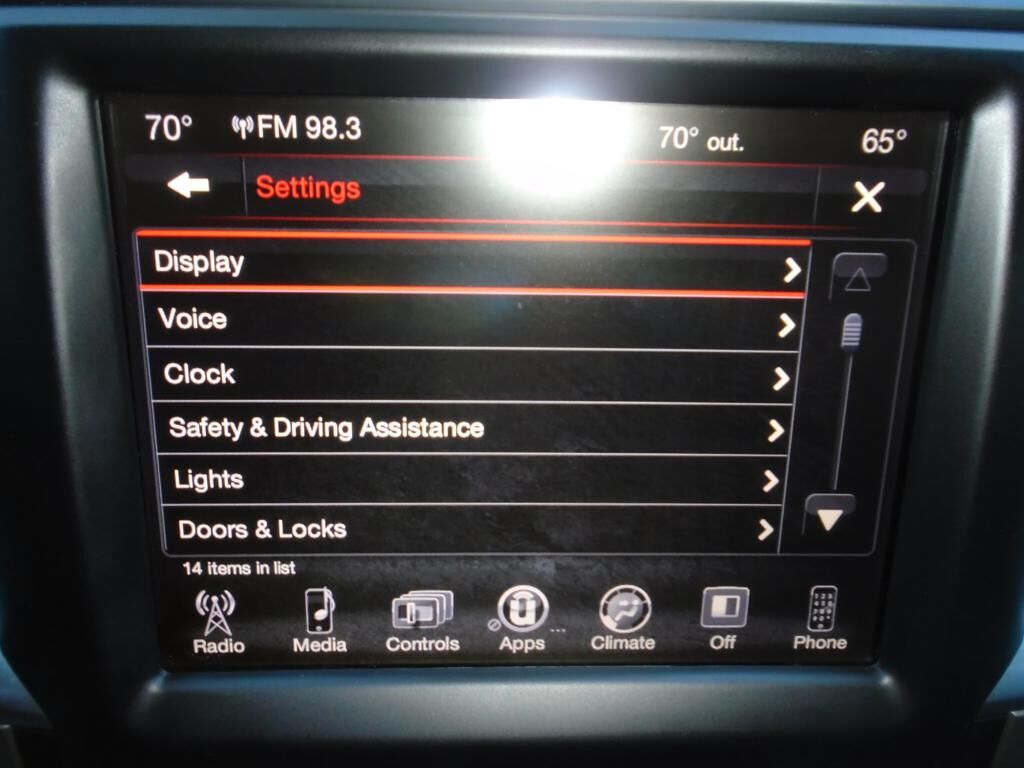 70° FM 98.3 70° out. 65°
Settings
Display
Voice
Clock
Safety & Driving Assistance
Lights
Doors & Locks
14 items in list
Radio Media Controls Apps Climate Off Phone